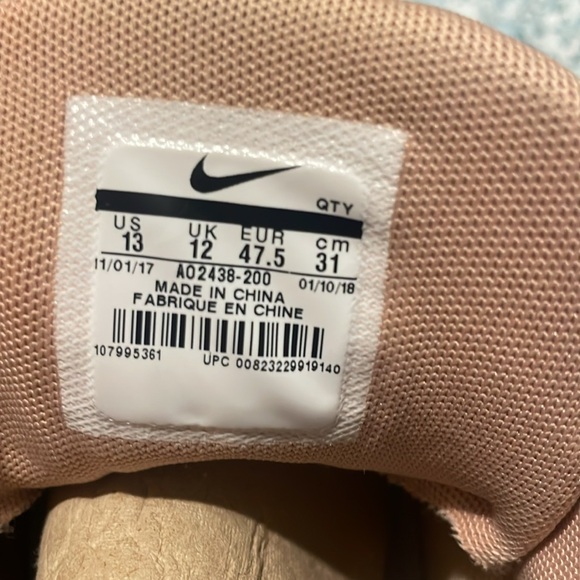 QTY
US UK EUR cm
13 12 47.5 31
11/01/17 AO2438-200 01/10/18
MADE IN CHINA
FABRIQUE EN CHINE
107995361 UPC 00823229919140